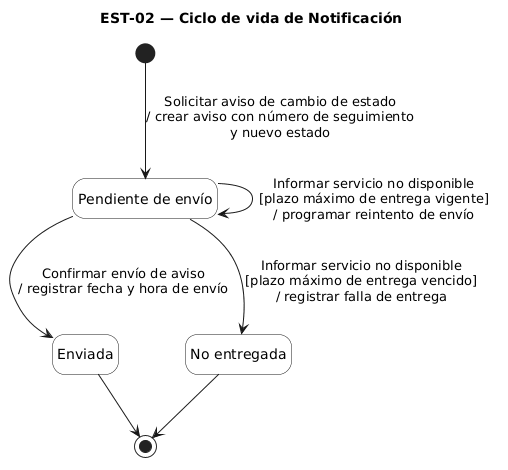 EST-02 — Ciclo de vida de Notificación
Solicitar aviso de cambio de estado
/ crear aviso con número de seguimiento
y nuevo estado
Pendiente de envío
Informar servicio no disponible
[plazo máximo de entrega vigente]
/ programar reintento de envío
Confirmar envío de aviso
/ registrar fecha y hora de envío
Informar servicio no disponible
[plazo máximo de entrega vencido]
/ registrar falla de entrega
Enviada
No entregada